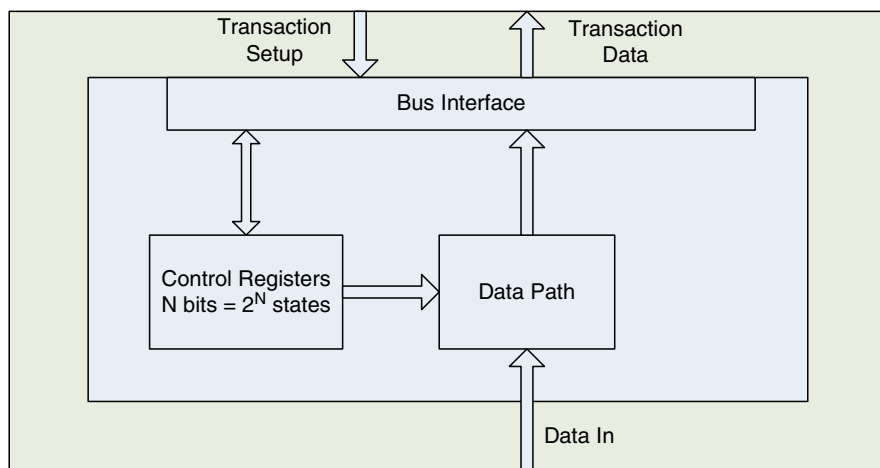 Transaction
Setup
Transaction
Data
Bus Interface
Control Registers
N bits = 2^N states
Data Path
Data In